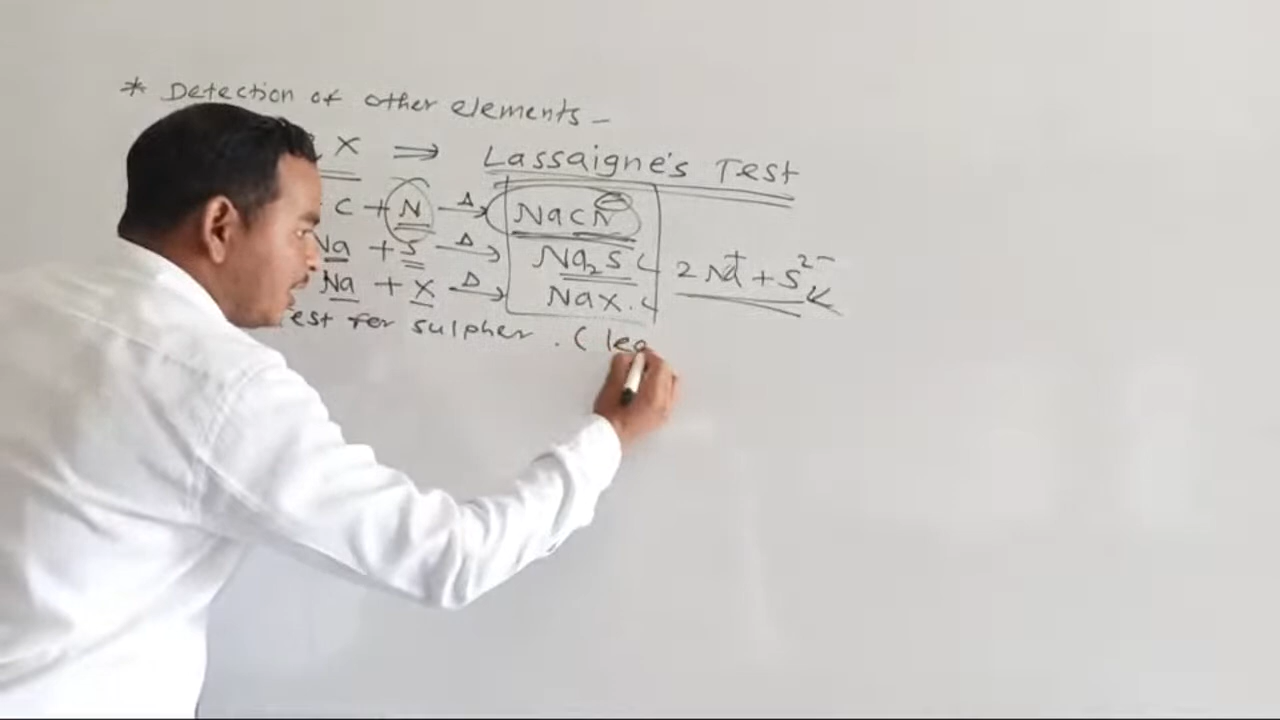 * Detection of other elements -
X ⇒ Lassaigne's Test
C + N —Δ→ NaCN
Na + S —Δ→ Na₂S 2Na⁺ + S²⁻
Na + X —Δ→ NaX.
est for sulpher . ( lea